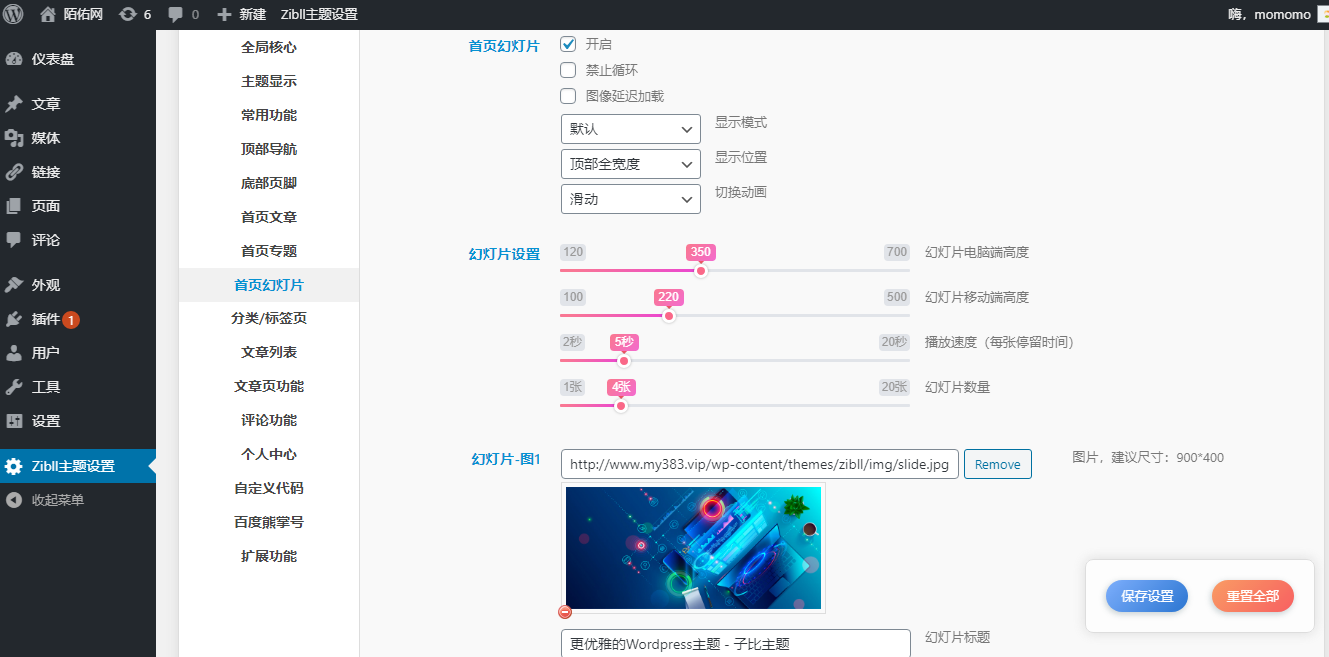 陌佑网 6 0 新建 Zibll主题设置 嗨，momomo
仪表盘
文章
媒体
链接
页面
评论
外观
插件 1
用户
工具
设置
Zibll主题设置
收起菜单
全局核心
主题显示
常用功能
顶部导航
底部页脚
首页文章
首页专题
首页幻灯片
分类/标签页
文章列表
文章页功能
评论功能
个人中心
自定义代码
百度熊掌号
扩展功能
首页幻灯片 开启
禁止循环
图像延迟加载
默认 显示模式
顶部全宽度 显示位置
滑动 切换动画
幻灯片设置 120 350 700 幻灯片电脑端高度
100 220 500 幻灯片移动端高度
2秒 5秒 20秒 播放速度（每张停留时间）
1张 4张 20张 幻灯片数量
幻灯片-图1 http://www.my383.vip/wp-content/themes/zibll/img/slide.jpg Remove 图片，建议尺寸：900*400
更优雅的Wordpress主题 - 子比主题 幻灯片标题
保存设置 重置全部